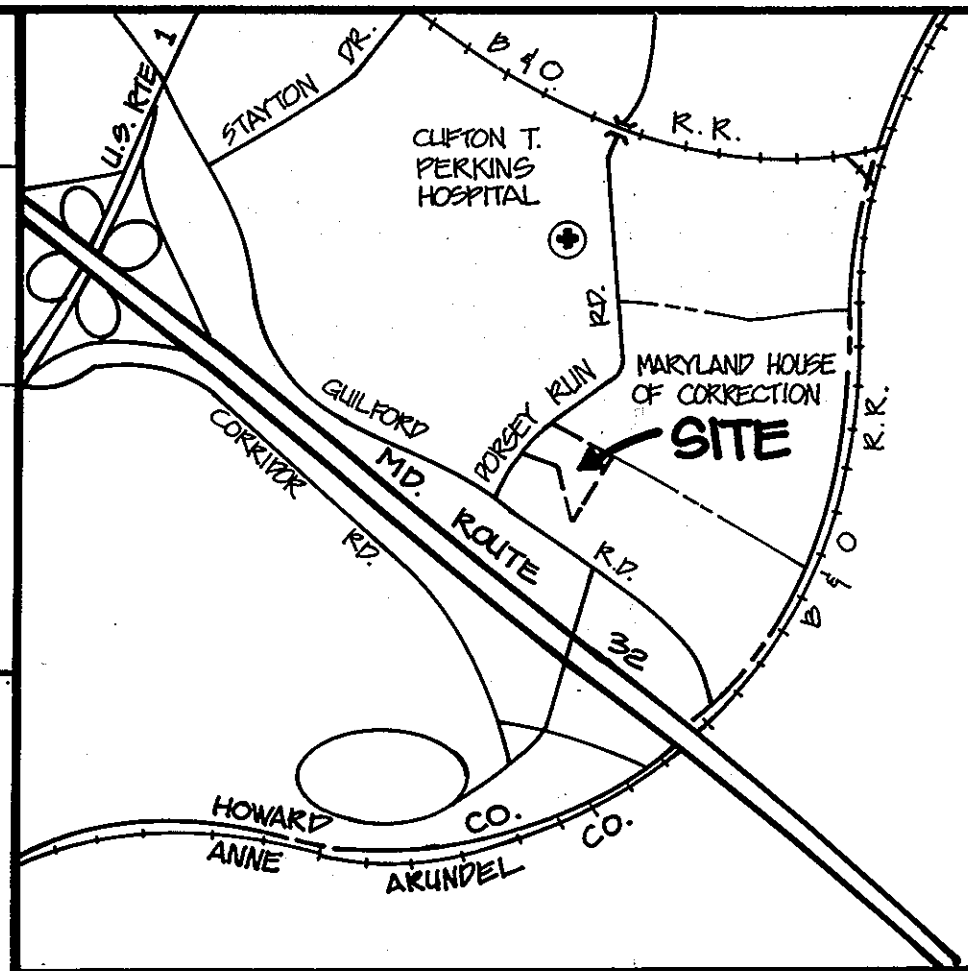 U.S. RTE 1
STAYTON DR.
B & O R. R.
CLIFTON T.
PERKINS
HOSPITAL
DORSEY RUN RD.
MARYLAND HOUSE
OF CORRECTION
SITE
GUILFORD R.D.
CORRIDOR RD.
MD. ROUTE 32
B & O R.R.
HOWARD CO.
ANNE ARUNDEL CO.